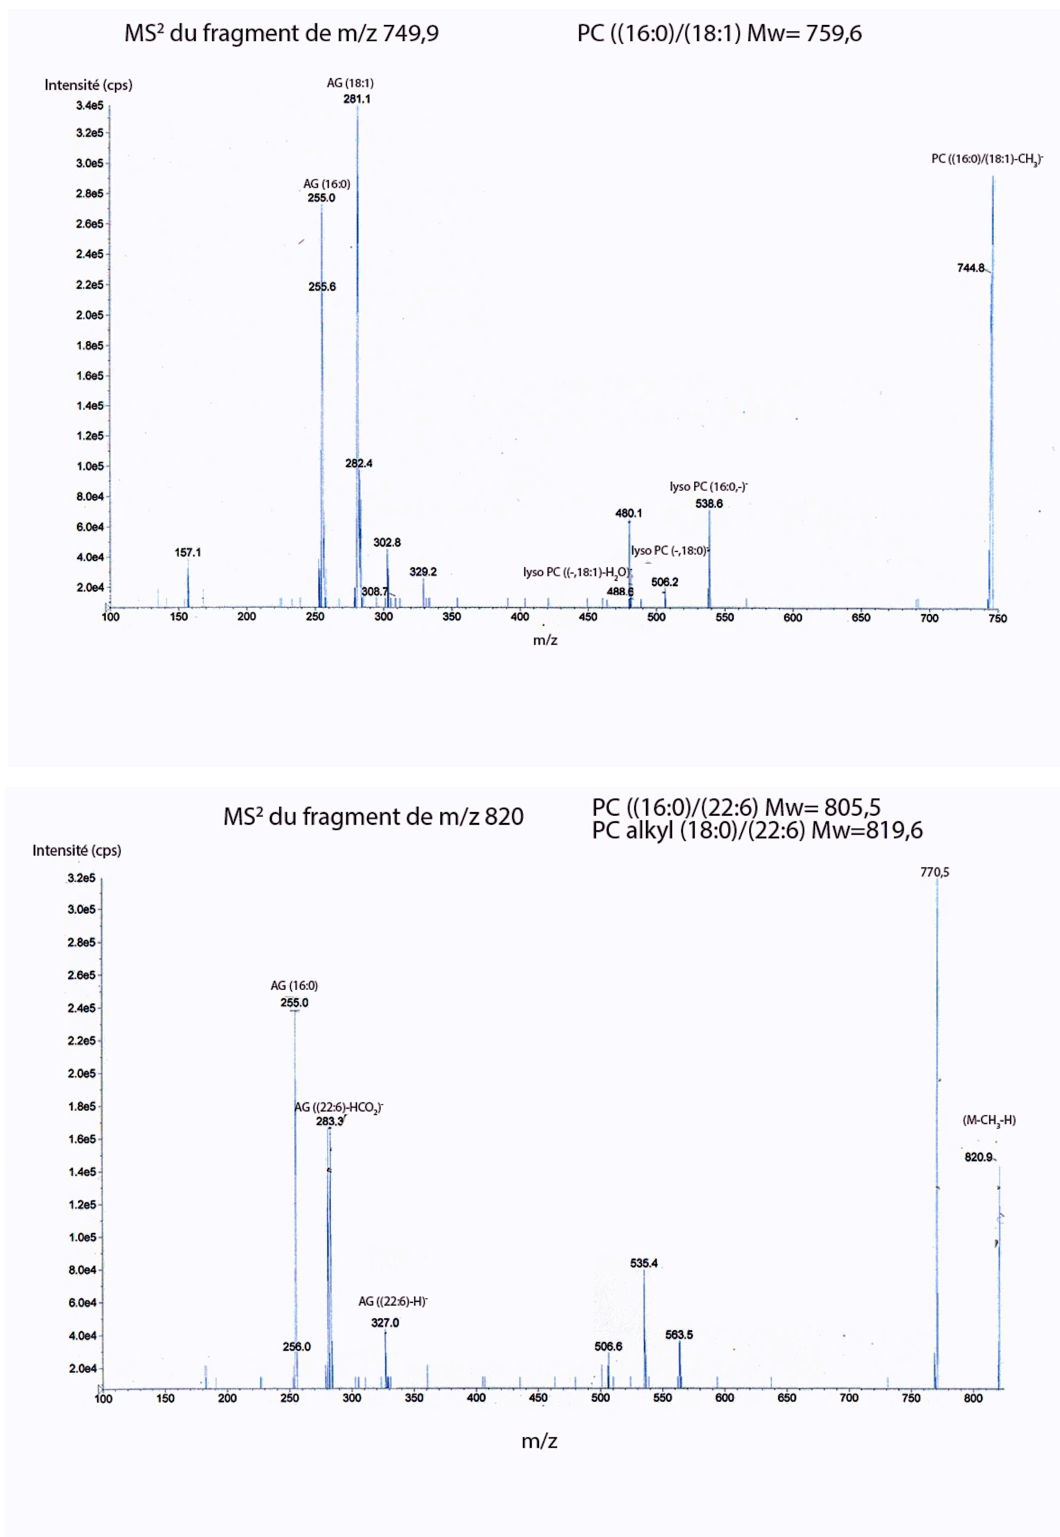 MS² du fragment de m/z 749,9
PC ((16:0)/(18:1) Mw= 759,6
Intensité (cps)
AG (18:1)
281.1
3.4e5
3.2e5
3.0e5
2.8e5
2.6e5
2.4e5
2.2e5
2.0e5
1.8e5
1.6e5
1.4e5
1.2e5
1.0e5
8.0e4
6.0e4
4.0e4
2.0e4
PC ((16:0)/(18:1)-CH₃)⁻
AG (16:0)
255.0
744.8
255.6
282.4
lyso PC (16:0,-)⁻
538.6
480.1
302.8
157.1
lyso PC (-,18:0)⁻
lyso PC ((-,18:1)-H₂O)⁻
329.2
308.7
488.6
506.2
100 150 200 250 300 350 400 450 500 550 600 650 700 750
m/z
MS² du fragment de m/z 820
PC ((16:0)/(22:6) Mw= 805,5
PC alkyl (18:0)/(22:6) Mw=819,6
Intensité (cps)
770,5
3.2e5
3.0e5
2.8e5
2.6e5
2.4e5
2.2e5
2.0e5
1.8e5
1.6e5
1.4e5
1.2e5
1.0e5
8.0e4
6.0e4
4.0e4
2.0e4
AG (16:0)
255.0
AG ((22:6)-HCO₂)⁻
283.3
(M-CH₃-H)
820.9
535.4
AG ((22:6)-H)⁻
327.0
256.0
506.6
563.5
100 150 200 250 300 350 400 450 500 550 600 650 700 750 800
m/z